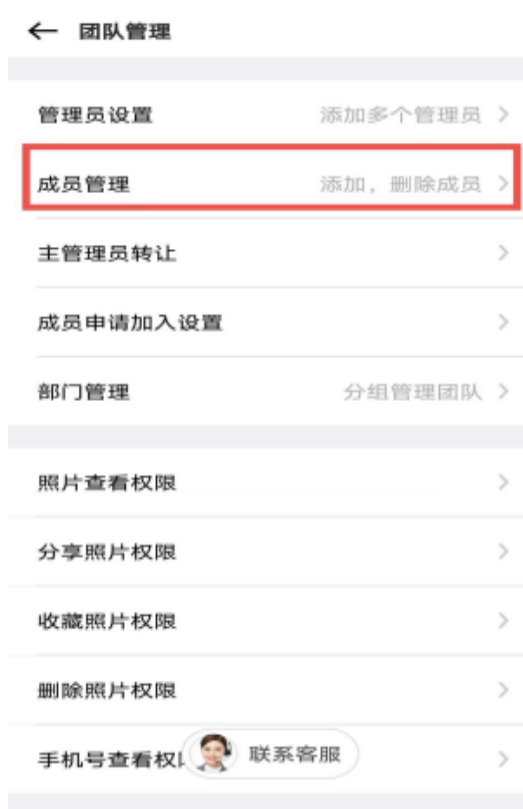 团队管理
管理员设置 添加多个管理员
成员管理 添加，删除成员
主管理员转让
成员申请加入设置
部门管理 分组管理团队
照片查看权限
分享照片权限
收藏照片权限
删除照片权限
手机号查看权
联系客服